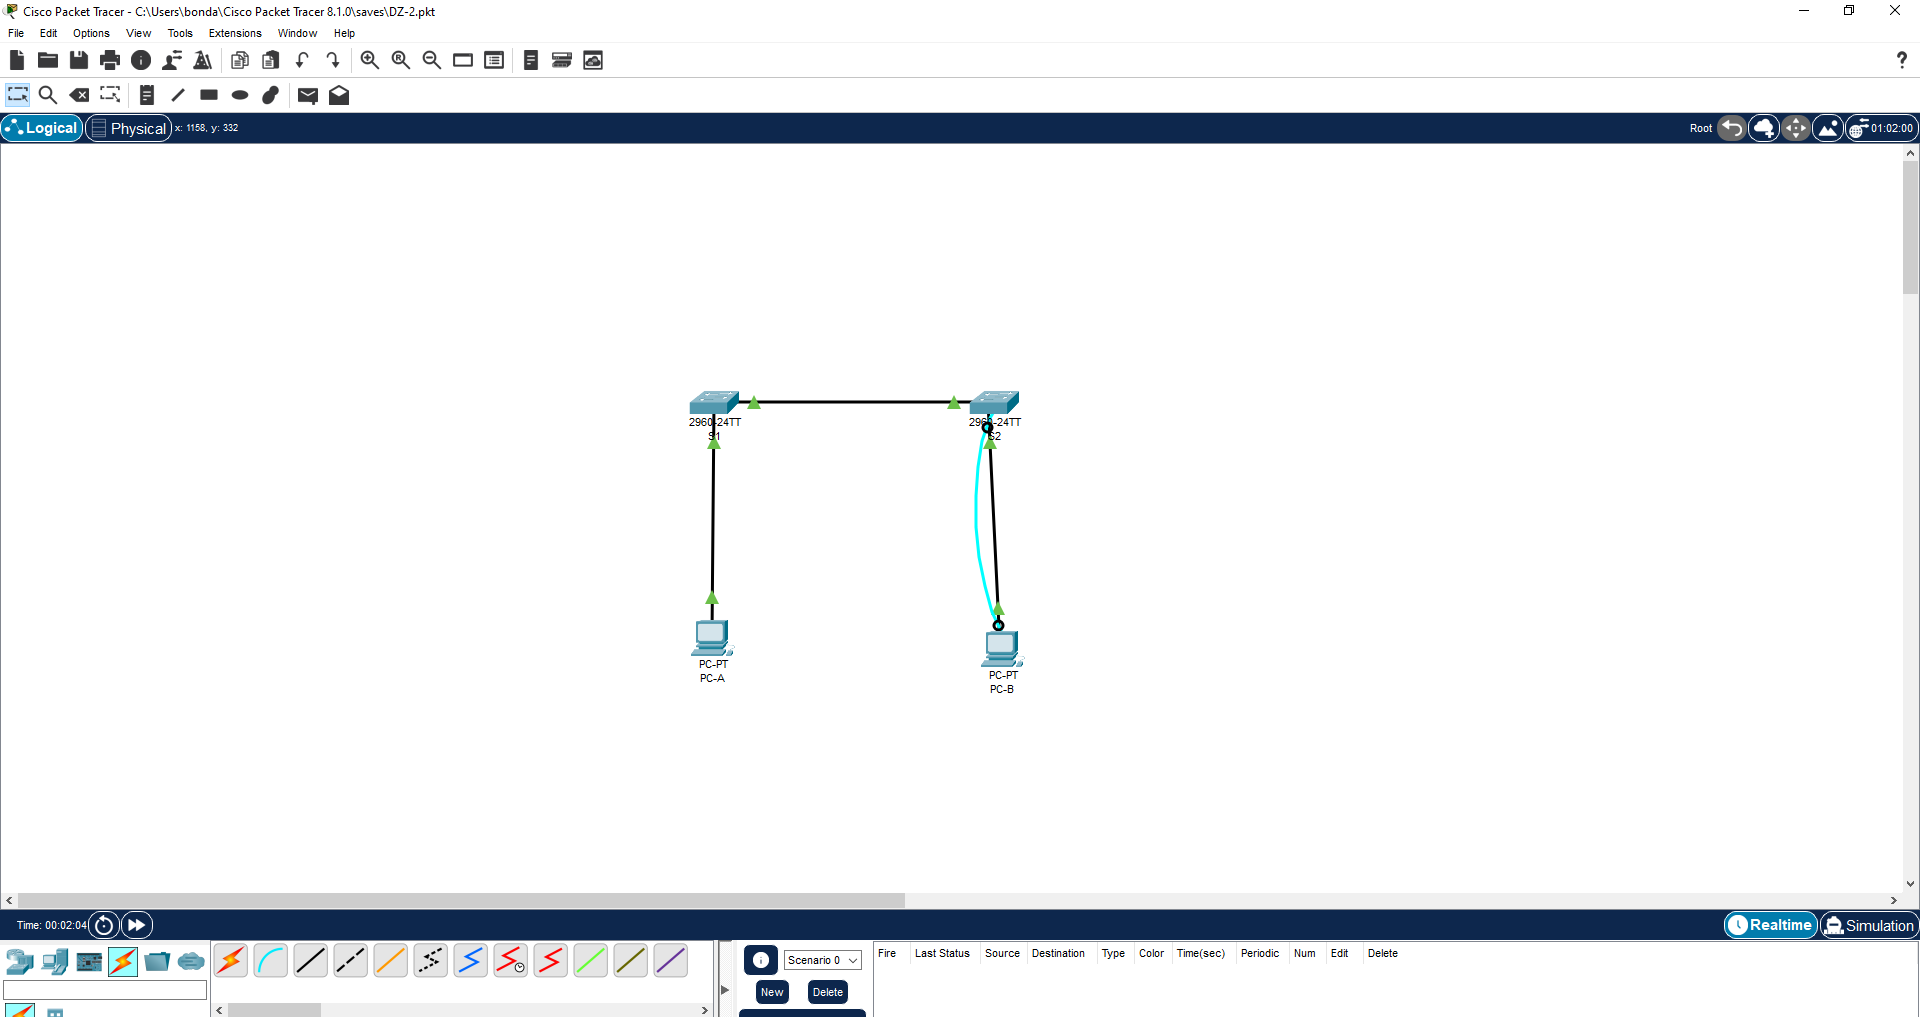 Cisco Packet Tracer - C:\Users\bonda\Cisco Packet Tracer 8.1.0\saves\DZ-2.pkt
File Edit Options View Tools Extensions Window Help
?
Logical Physical x: 1158, y: 332 Root 01:02:00
2960-24TT
S1
2960-24TT
S2
PC-PT
PC-A
PC-PT
PC-B
Time: 00:02:04 Realtime Simulation
Scenario 0
New Delete
Fire Last Status Source Destination Type Color Time(sec) Periodic Num Edit Delete